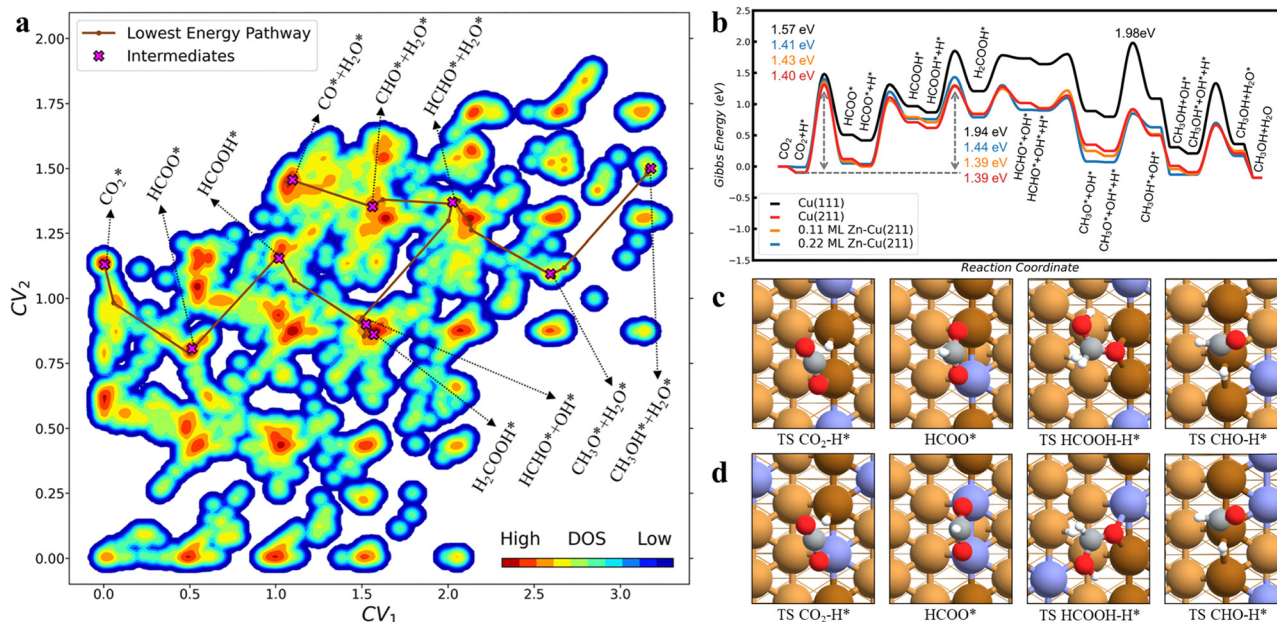 a
Lowest Energy Pathway
Intermediates
CO*+H₂O*
CHO*+H₂O*
HCHO*+H₂O*
CO₂*
HCOO*
HCOOH*
H₂COOH*
HCHO*+OH*
CH₃O*+H₂O*
CH₃OH*+H₂O*
High DOS Low
CV₂
2.00
1.75
1.50
1.25
1.00
0.75
0.50
0.25
0.00
0.0 0.5 1.0 1.5 2.0 2.5 3.0
CV₁
b
Gibbs Energy (eV)
2.5
2.0
1.5
1.0
0.5
0.0
−0.5
−1.0
−1.5
1.57 eV
1.41 eV
1.43 eV
1.40 eV
1.98eV
1.94 eV
1.44 eV
1.39 eV
1.39 eV
CO₂
CO₂+H*
HCOO*
HCOO*+H*
HCOOH*
HCOOH*+H*
H₂COOH*
HCHO*+OH*
HCHO*+OH*+H*
CH₃O*+OH*
CH₃O*+OH*+H*
CH₃OH*+OH*
CH₃OH+OH*
CH₃OH+OH*+H*
CH₃OH+H₂O*
CH₃OH+H₂O
Cu(111)
Cu(211)
0.11 ML Zn-Cu(211)
0.22 ML Zn-Cu(211)
Reaction Coordinate
c
TS CO₂-H* HCOO* TS HCOOH-H* TS CHO-H*
d
TS CO₂-H* HCOO* TS HCOOH-H* TS CHO-H*